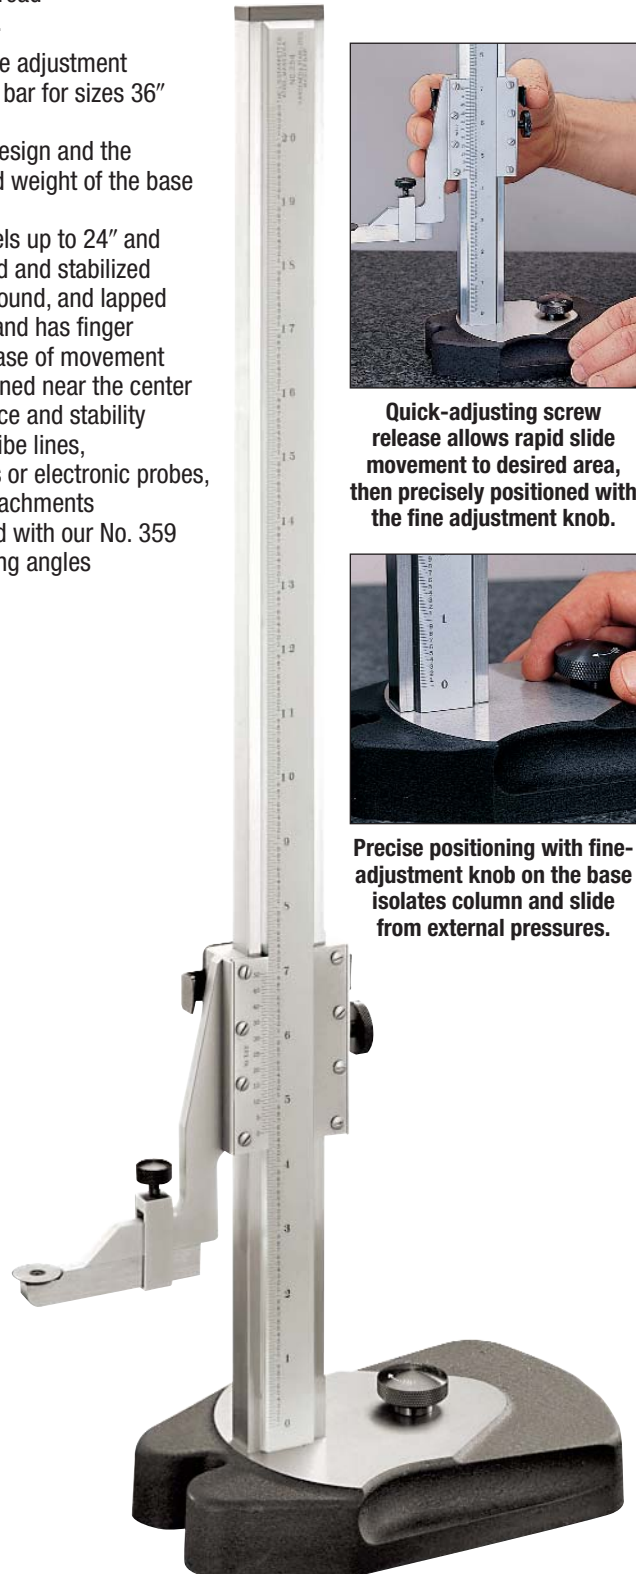 e adjustment
bar for sizes 36″
esign and the
d weight of the base
els up to 24″ and
d and stabilized
ound, and lapped
and has finger
ase of movement
ned near the center
ce and stability
ibe lines,
s or electronic probes,
tachments
d with our No. 359
ng angles
Quick-adjusting screw
release allows rapid slide
movement to desired area,
then precisely positioned with
the fine adjustment knob.
1
0
Precise positioning with fine-
adjustment knob on the base
isolates column and slide
from external pressures.
20
19
18
17
16
15
14
13
12
11
10
9
8
7
6
5
4
3
2
1
0